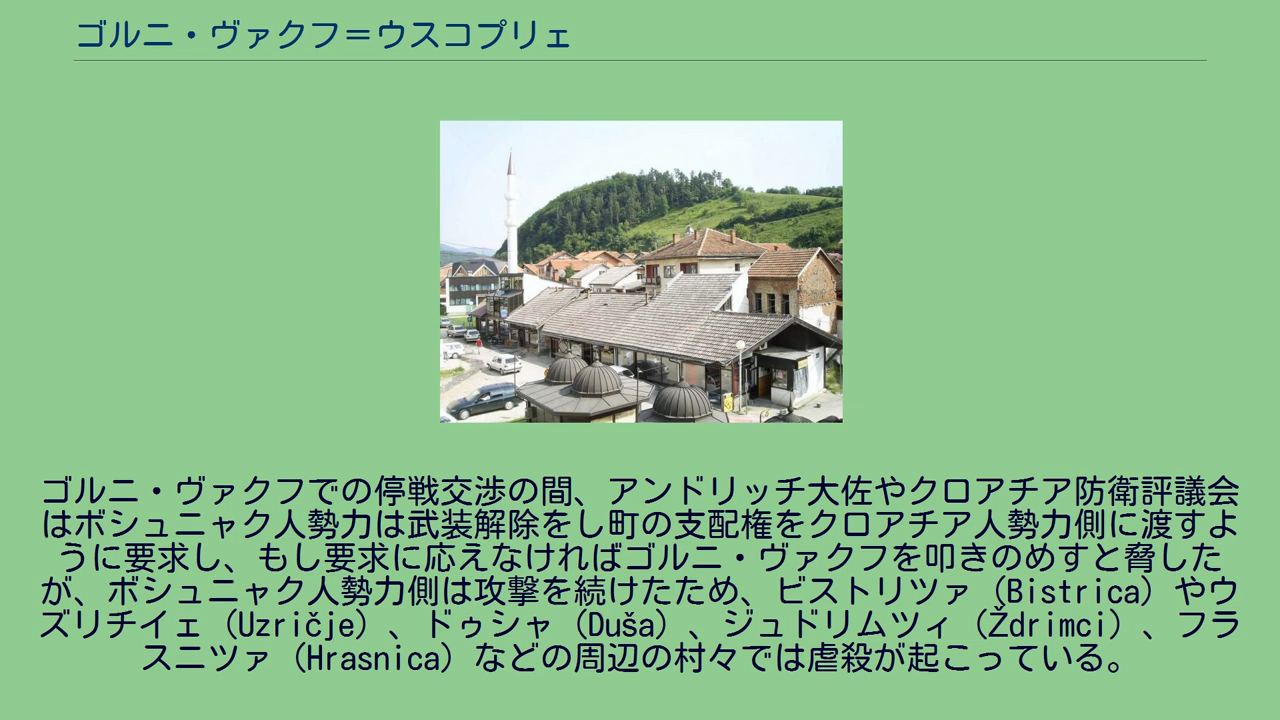 ゴルニ・ヴァクフ＝ウスコプリェ
ゴルニ・ヴァクフでの停戦交渉の間、アンドリッチ大佐やクロアチア防衛評議会
はボシュニャク人勢力は武装解除をし町の支配権をクロアチア人勢力側に渡すよ
うに要求し、もし要求に応えなければゴルニ・ヴァクフを叩きのめすと脅した
が、ボシュニャク人勢力側は攻撃を続けたため、ビストリツァ（Bistrica）やウ
ズリチイェ（Uzričje）、ドゥシャ（Duša）、ジュドリムツィ（Ždrimci）、フラ
スニツァ（Hrasnica）などの周辺の村々では虐殺が起こっている。